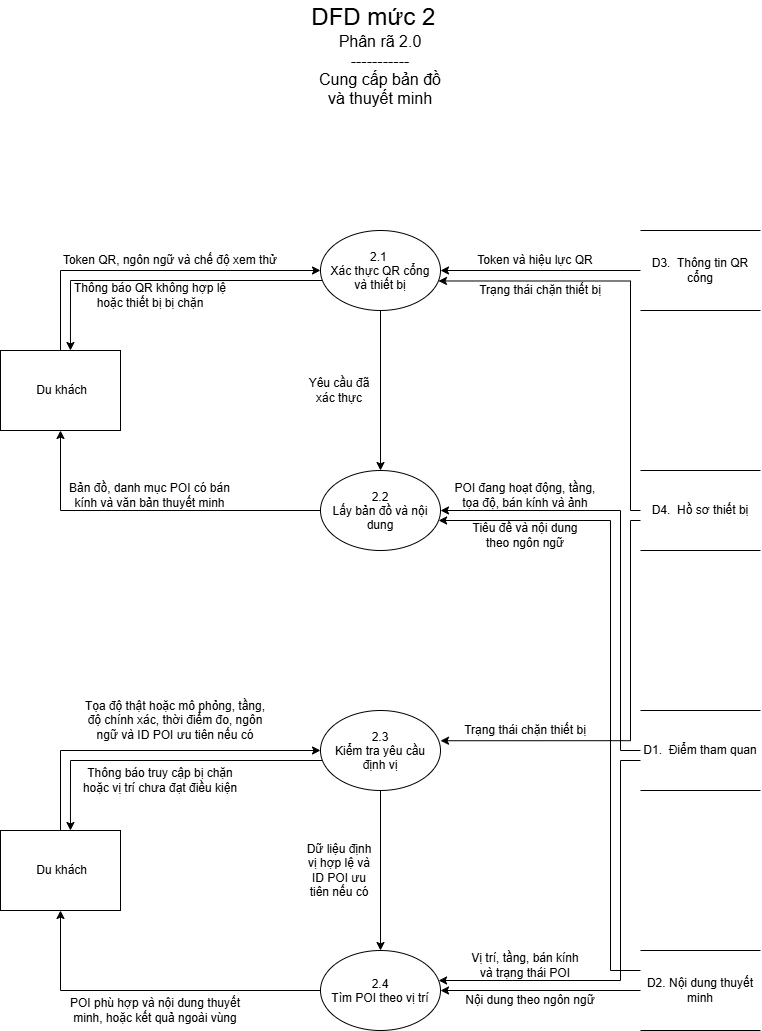 DFD mức 2
Phân rã 2.0
-----------
Cung cấp bản đồ
và thuyết minh
Token QR, ngôn ngữ và chế độ xem thử
Thông báo QR không hợp lệ
hoặc thiết bị bị chặn
2.1
Xác thực QR cổng
và thiết bị
Token và hiệu lực QR
Trạng thái chặn thiết bị
D3. Thông tin QR
cổng
Du khách
Yêu cầu đã
xác thực
Bản đồ, danh mục POI có bán
kính và văn bản thuyết minh
2.2
Lấy bản đồ và nội
dung
POI đang hoạt động, tầng,
tọa độ, bán kính và ảnh
Tiêu đề và nội dung
theo ngôn ngữ
D4. Hồ sơ thiết bị
Tọa độ thật hoặc mô phỏng, tầng,
độ chính xác, thời điểm đo, ngôn
ngữ và ID POI ưu tiên nếu có
Thông báo truy cập bị chặn
hoặc vị trí chưa đạt điều kiện
2.3
Kiểm tra yêu cầu
định vị
Trạng thái chặn thiết bị
D1. Điểm tham quan
Du khách
Dữ liệu định
vị hợp lệ và
ID POI ưu
tiên nếu có
POI phù hợp và nội dung thuyết
minh, hoặc kết quả ngoài vùng
2.4
Tìm POI theo vị trí
Vị trí, tầng, bán kính
và trạng thái POI
Nội dung theo ngôn ngữ
D2. Nội dung thuyết
minh